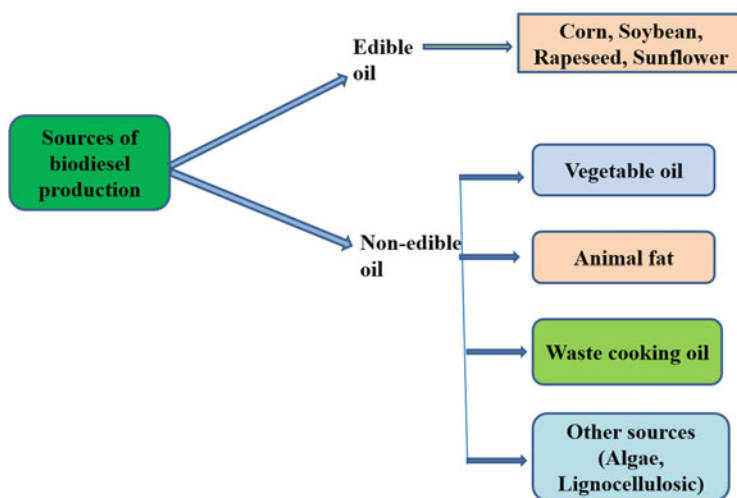 Sources of
biodiesel
production
Edible
oil
Corn, Soybean,
Rapeseed, Sunflower
Non-edible
oil
Vegetable oil
Animal fat
Waste cooking oil
Other sources
(Algae,
Lignocellulosic)